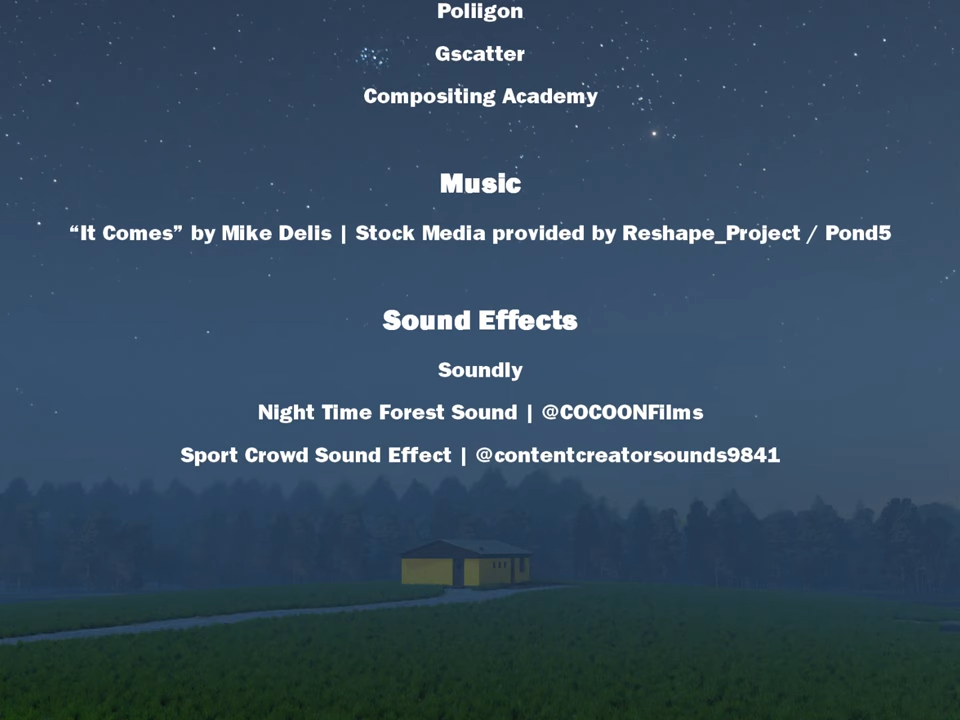 Poliigon
Gscatter
Compositing Academy
Music
“It Comes” by Mike Delis | Stock Media provided by Reshape_Project / Pond5
Sound Effects
Soundly
Night Time Forest Sound | @COCOONFilms
Sport Crowd Sound Effect | @contentcreatorsounds9841